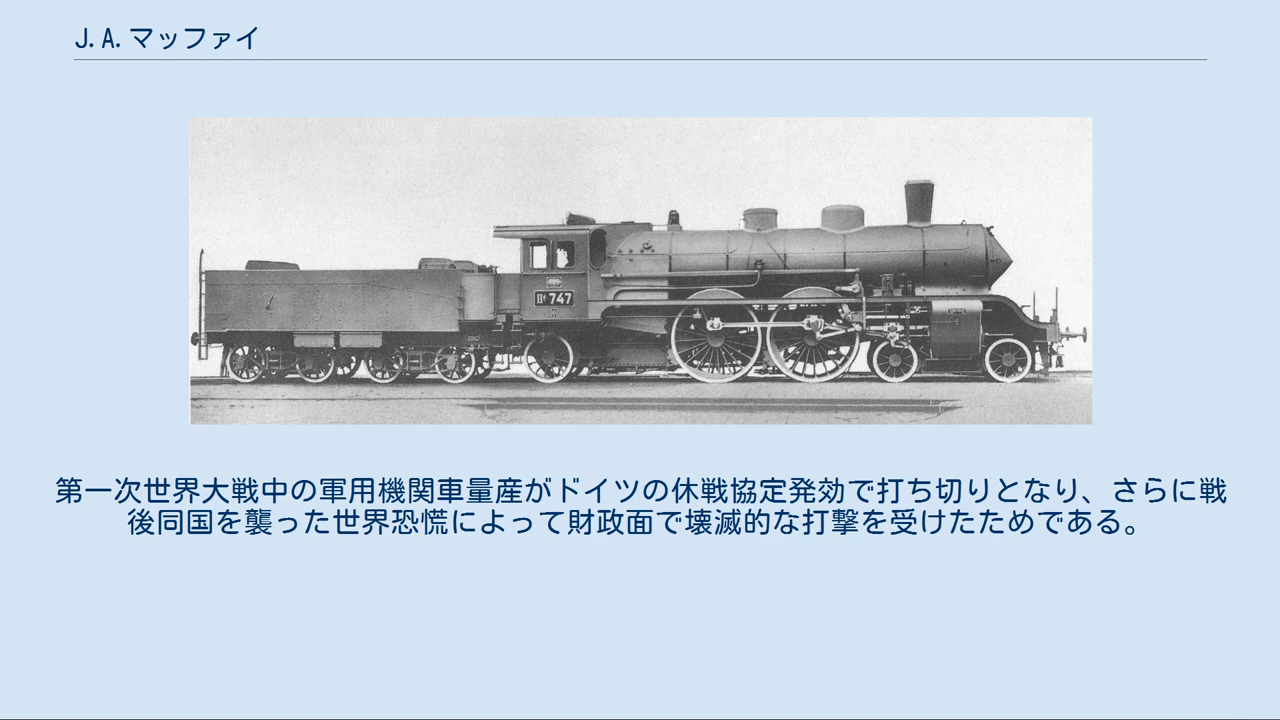 J.A.マッファイ
IIc 747
第一次世界大戦中の軍用機関車量産がドイツの休戦協定発効で打ち切りとなり、さらに戦
後同国を襲った世界恐慌によって財政面で壊滅的な打撃を受けたためである。